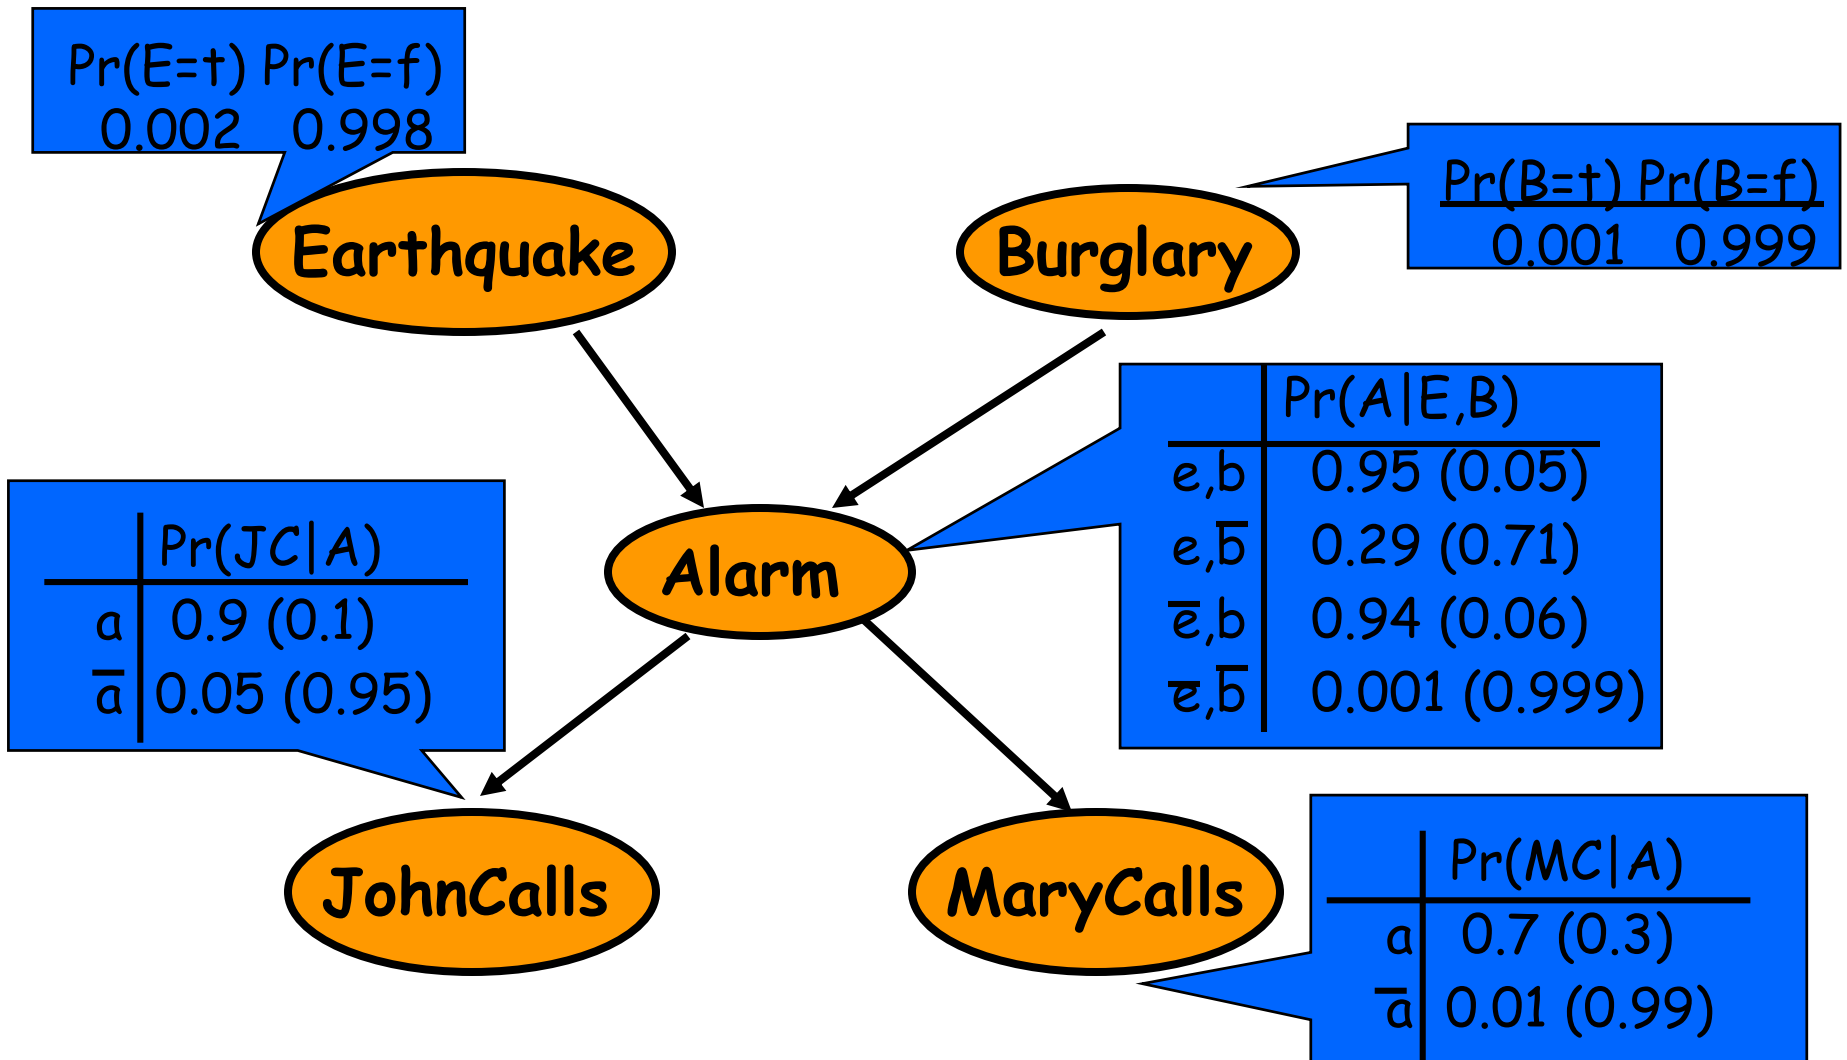 Pr(E=t) Pr(E=f)
0.002 0.998
Pr(B=t) Pr(B=f)
0.001 0.999
Earthquake
Burglary
Pr(A|E,B)
e,b 0.95 (0.05)
e,b̅ 0.29 (0.71)
e̅,b 0.94 (0.06)
e̅,b̅ 0.001 (0.999)
Pr(JC|A)
a 0.9 (0.1)
a̅ 0.05 (0.95)
Alarm
JohnCalls
MaryCalls
Pr(MC|A)
a 0.7 (0.3)
a̅ 0.01 (0.99)